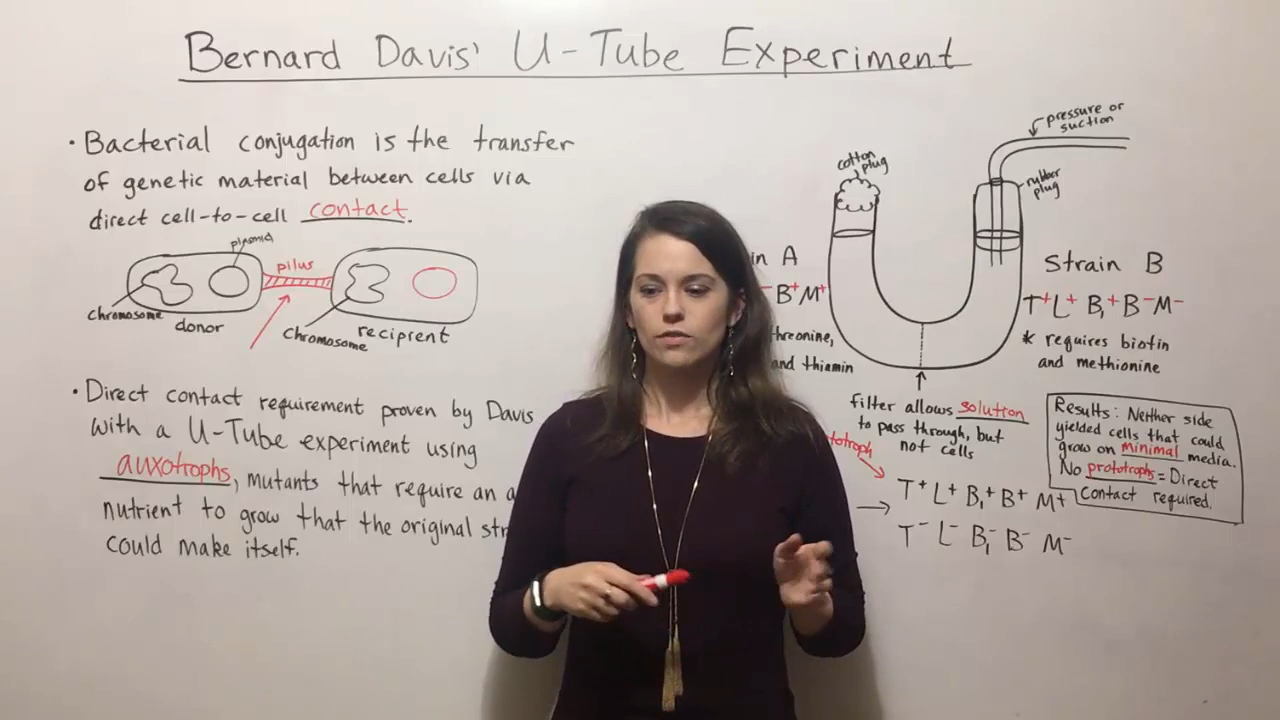 Bernard Davis' U-Tube Experiment
• Bacterial conjugation is the transfer
of genetic material between cells via
direct cell-to-cell contact.
plasmid
pilus
chromosome
donor
chromosome
recipient
• Direct contact requirement proven by Davis
with a U-Tube experiment using
auxotrophs, mutants that require an
nutrient to grow that the original
could make itself.
pressure or
suction
cotton
plug
rubber
plug
A
B⁺M⁺
threonine,
and thiamin
Strain B
T⁺L⁺B₁⁺B⁻M⁻
* requires biotin
and methionine
filter allows solution
to pass through, but
not cells
T⁺L⁺B₁⁺B⁺M⁺
T⁻L⁻B₁⁻B⁻M⁻
Results: Neither side
yielded cells that could
grow on minimal media.
No prototrophs = Direct
Contact required.